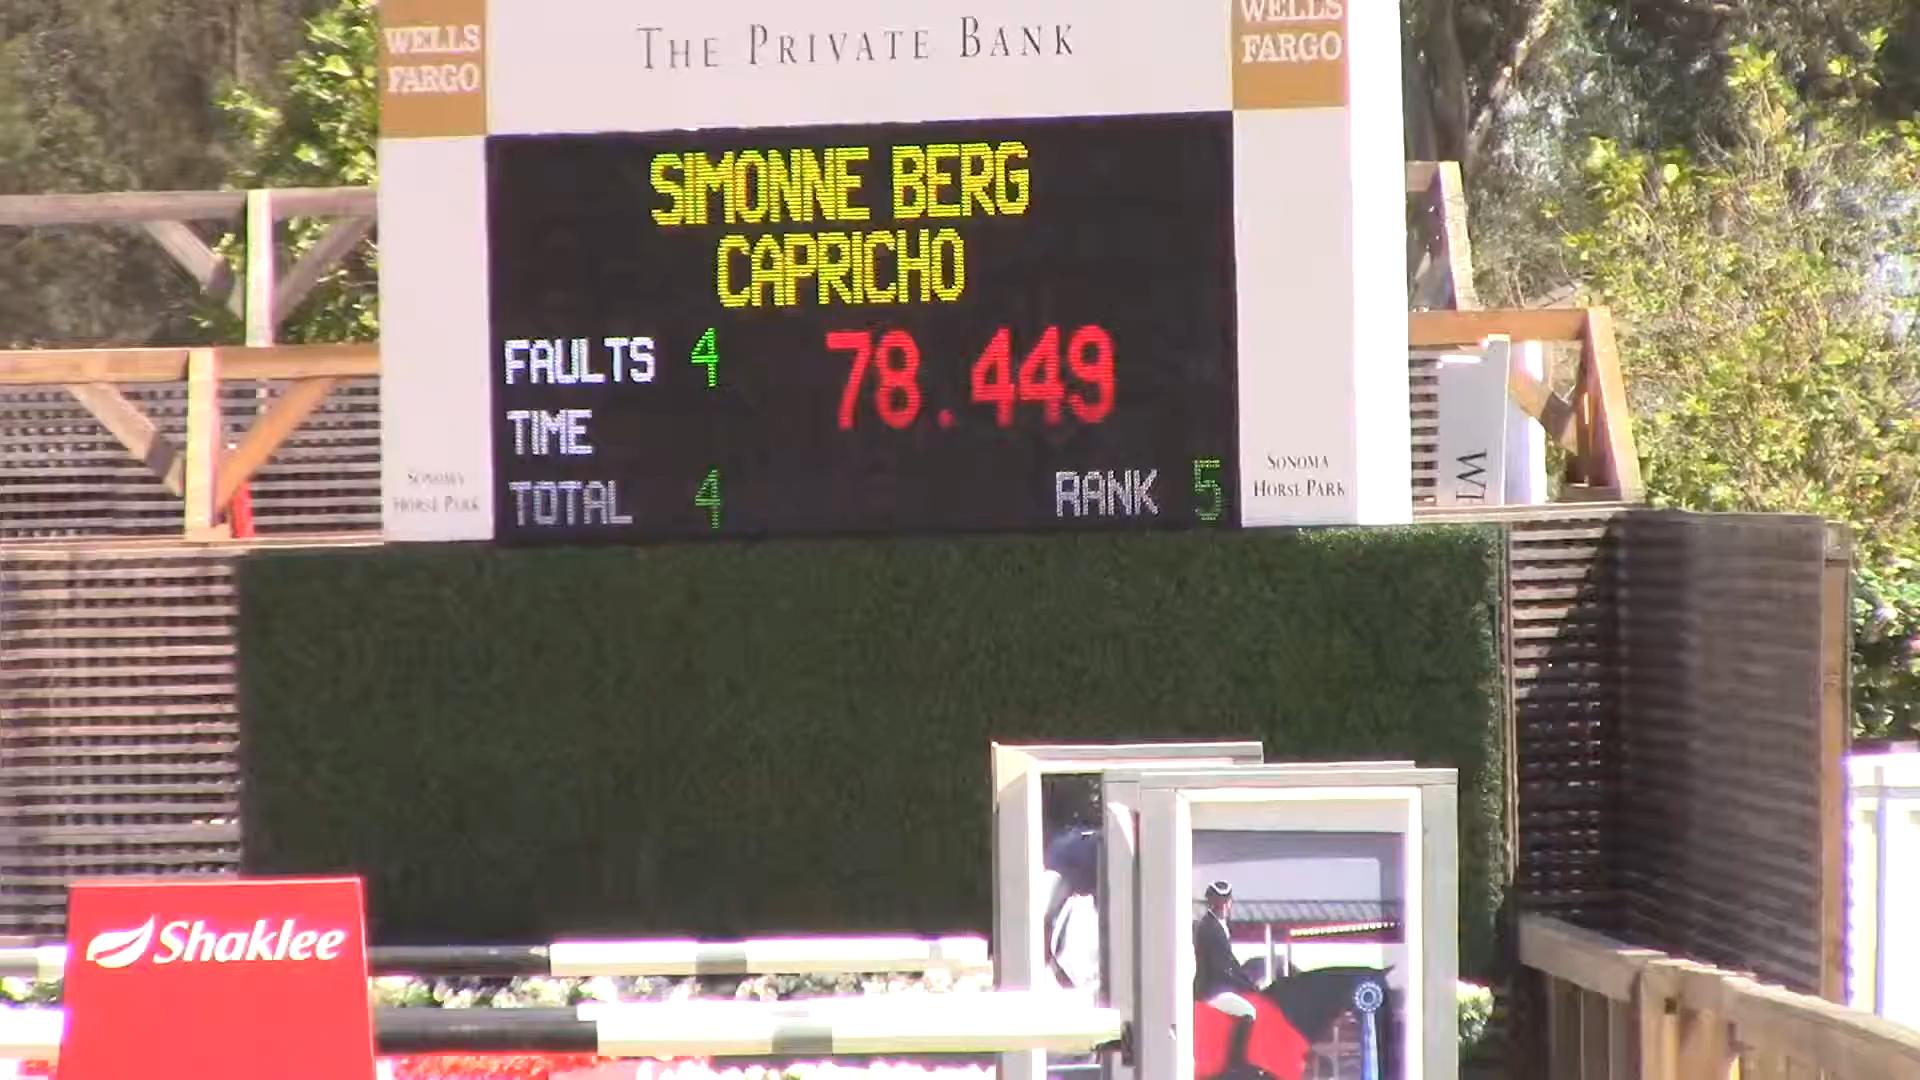 WELLS
FARGO
THE PRIVATE BANK
WELLS
FARGO
SIMONNE BERG
CAPRICHO
FAULTS 4 78.449
TIME
TOTAL 4 RANK 5
SONOMA
HORSE PARK
SONOMA
HORSE PARK
WI
Shaklee